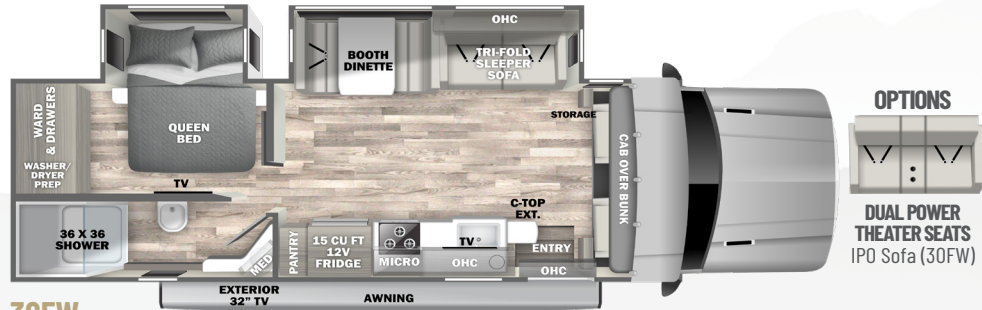 OHC
BOOTH
DINETTE
TRI-FOLD
SLEEPER
SOFA
WARD
& DRAWERS
QUEEN
BED
STORAGE
CAB OVER BUNK
WASHER/
DRYER
PREP
TV
C-TOP
EXT.
36 X 36
SHOWER
MED
PANTRY
15 CU FT
12V
FRIDGE
MICRO
TV
OHC
ENTRY
OHC
EXTERIOR
32" TV
AWNING
30FW
OPTIONS
DUAL POWER
THEATER SEATS
IPO Sofa (30FW)